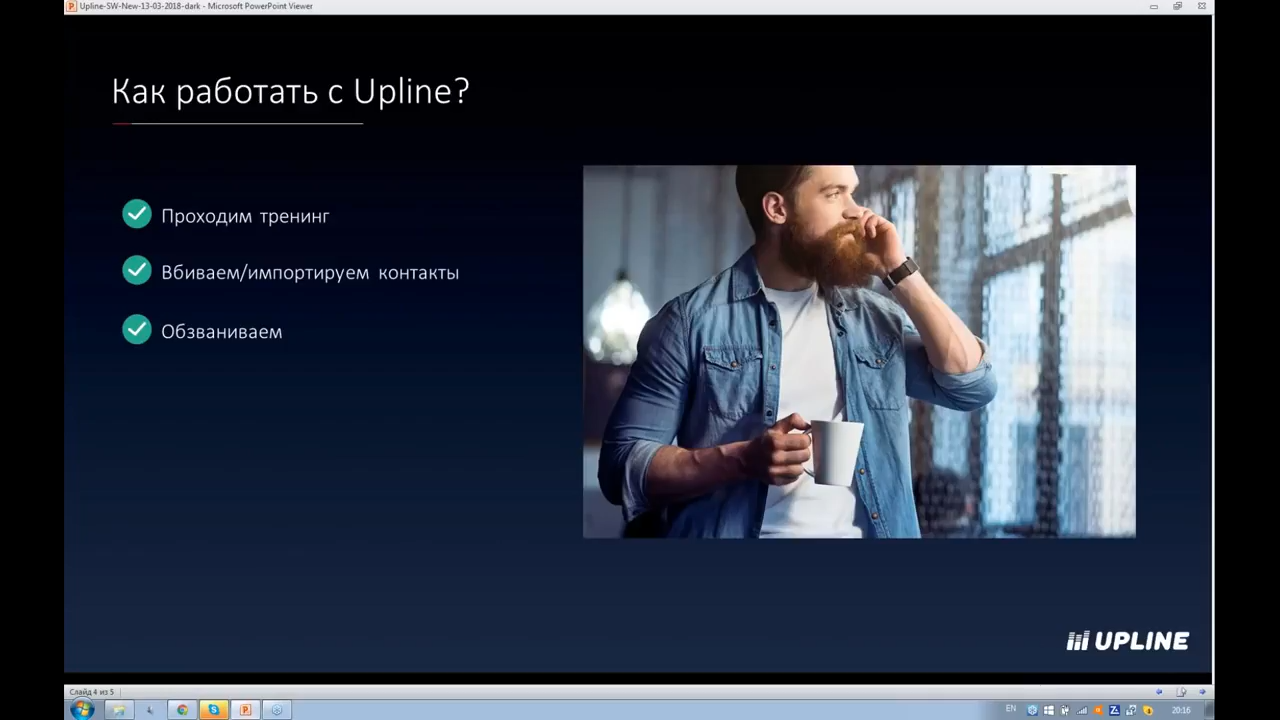 Upline-SW-New-13-03-2018-dark - Microsoft PowerPoint Viewer
Как работать с Upline?
Проходим тренинг
Вбиваем/импортируем контакты
Обзваниваем
UPLINE
Слайд 4 из 5
EN
20:16